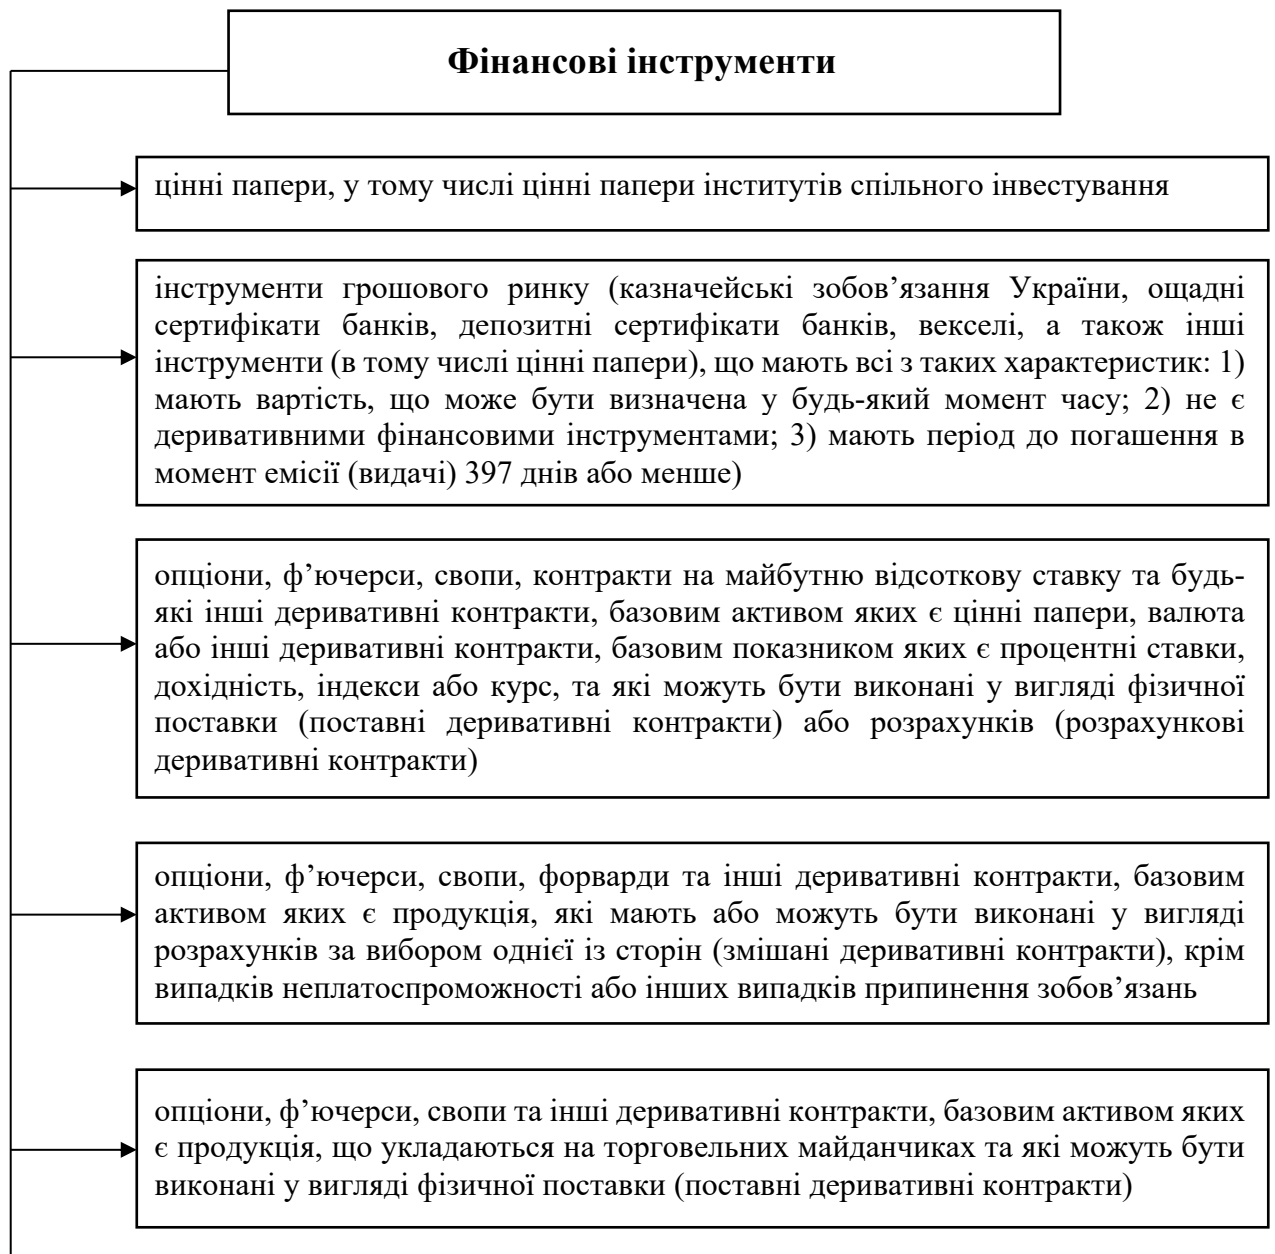 Фінансові інструменти
цінні папери, у тому числі цінні папери інститутів спільного інвестування
інструменти грошового ринку (казначейські зобов’язання України, ощадні
сертифікати банків, депозитні сертифікати банків, векселі, а також інші
інструменти (в тому числі цінні папери), що мають всі з таких характеристик: 1)
мають вартість, що може бути визначена у будь-який момент часу; 2) не є
деривативними фінансовими інструментами; 3) мають період до погашення в
момент емісії (видачі) 397 днів або менше)
опціони, ф’ючерси, свопи, контракти на майбутню відсоткову ставку та будь-
які інші деривативні контракти, базовим активом яких є цінні папери, валюта
або інші деривативні контракти, базовим показником яких є процентні ставки,
дохідність, індекси або курс, та які можуть бути виконані у вигляді фізичної
поставки (поставні деривативні контракти) або розрахунків (розрахункові
деривативні контракти)
опціони, ф’ючерси, свопи, форварди та інші деривативні контракти, базовим
активом яких є продукція, які мають або можуть бути виконані у вигляді
розрахунків за вибором однієї із сторін (змішані деривативні контракти), крім
випадків неплатоспроможності або інших випадків припинення зобов’язань
опціони, ф’ючерси, свопи та інші деривативні контракти, базовим активом яких
є продукція, що укладаються на торговельних майданчиках та які можуть бути
виконані у вигляді фізичної поставки (поставні деривативні контракти)